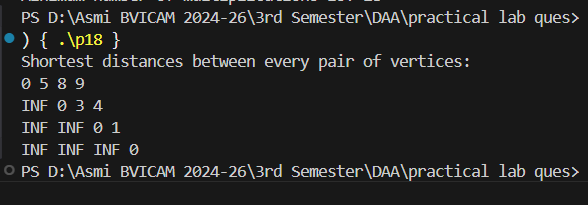 PS D:\Asmi BVICAM 2024-26\3rd Semester\DAA\practical lab ques>
) { .\p18 }
Shortest distances between every pair of vertices:
0 5 8 9
INF 0 3 4
INF INF 0 1
INF INF INF 0
PS D:\Asmi BVICAM 2024-26\3rd Semester\DAA\practical lab ques>